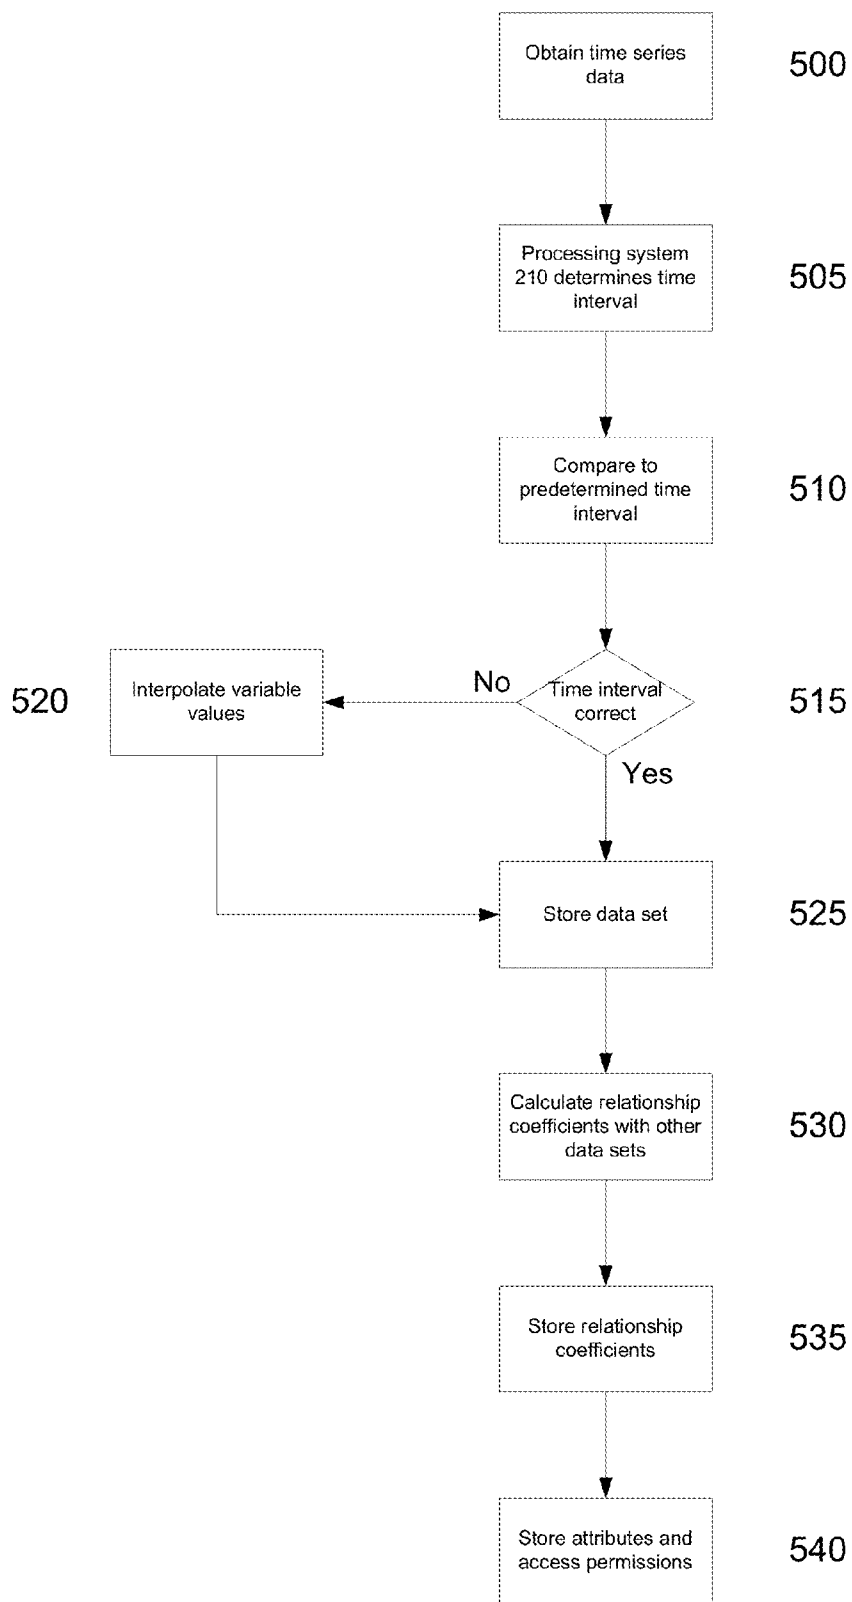 Obtain time series
data
500
Processing system
210 determines time
interval
505
Compare to
predetermined time
interval
510
Time interval
correct
515
No
Yes
Interpolate variable
values
520
Store data set
525
Calculate relationship
coefficients with other
data sets
530
Store relationship
coefficients
535
Store attributes and
access permissions
540